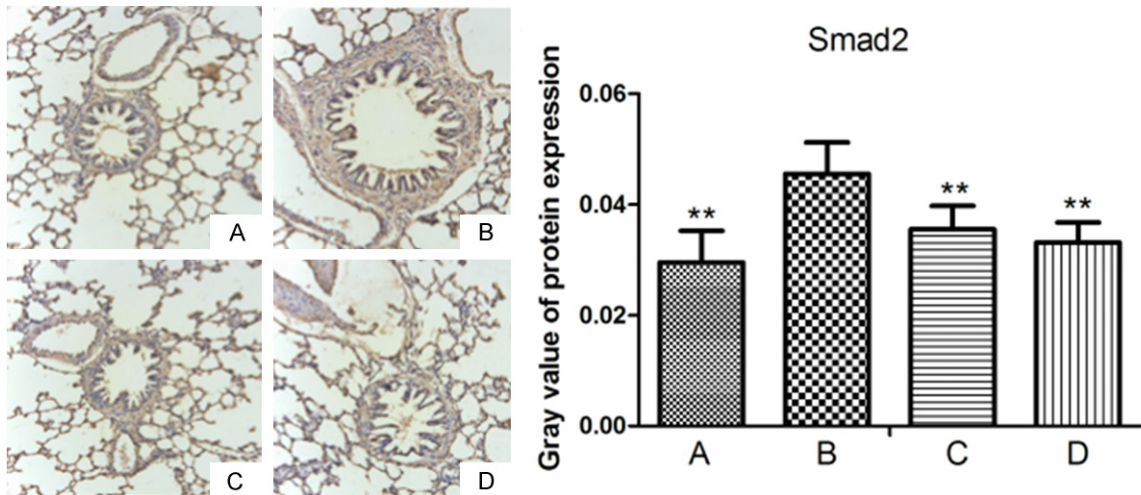 A
B
C
D
Smad2
Gray value of protein expression
0.06
0.04
0.02
0.00
**
**
**
A
B
C
D